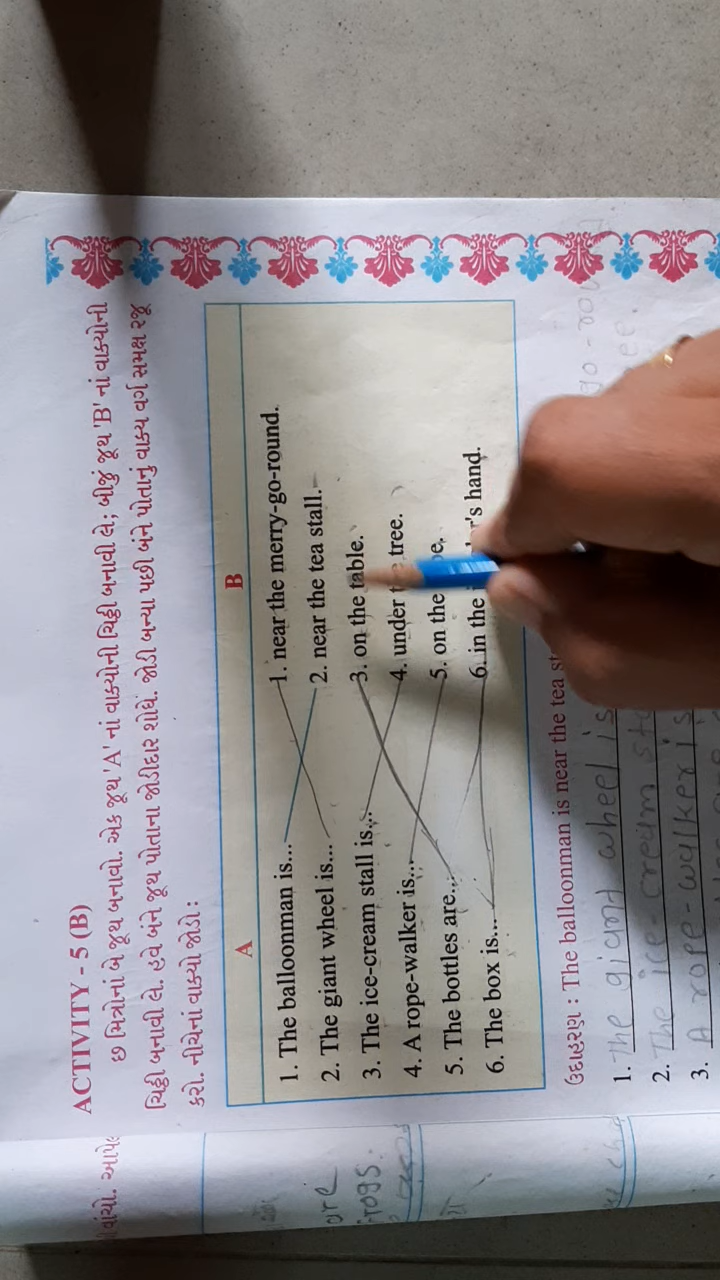 ACTIVITY - 5 (B)
છ મિત્રોનાં બે જૂથ બનાવો. એક જૂથ 'A' નાં વાક્યોની ચિઠ્ઠી બનાવી લે; બીજું જૂથ 'B' નાં વાક્યોની
ચિઠ્ઠી બનાવી લે. હવે બંને જૂથ પોતાના જોડીદાર શોધે. જોડી બન્યા પછી બંને પોતાનું વાક્ય વર્ગ સમક્ષ રજૂ
કરો. નીચેનાં વાક્યો જોડો :
A B
1. The balloonman is... 1. near the merry-go-round.
2. The giant wheel is... 2. near the tea stall.
3. The ice-cream stall is... 3. on the table.
4. A rope-walker is... 4. under tree.
5. The bottles are... 5. on the
6. The box is... 6. in the hand.
ઉદાહરણ : The balloonman is near the tea
1. The giant wheel is go-
2. The ice-cream
3. A rope-walker is
વાંચો.
are